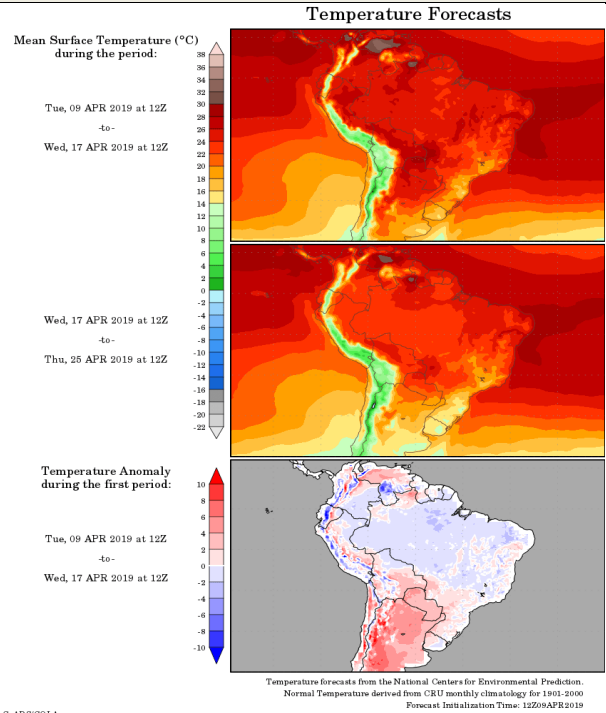 Temperature Forecasts
Mean Surface Temperature (°C)
during the period:
Tue, 09 APR 2019 at 12Z
-to-
Wed, 17 APR 2019 at 12Z
38
36
34
32
30
28
26
24
22
20
18
16
14
12
10
8
6
4
2
0
-2
-4
-6
-8
-10
-12
-14
-16
-18
-20
-22
Wed, 17 APR 2019 at 12Z
-to-
Thu, 25 APR 2019 at 12Z
Temperature Anomaly
during the first period:
Tue, 09 APR 2019 at 12Z
-to-
Wed, 17 APR 2019 at 12Z
10
8
6
4
2
0
-2
-4
-6
-8
-10
Temperature forecasts from the National Centers for Environmental Prediction.
Normal Temperature derived from CRU monthly climatology for 1901-2000
Forecast Initialization Time: 12Z09APR2019